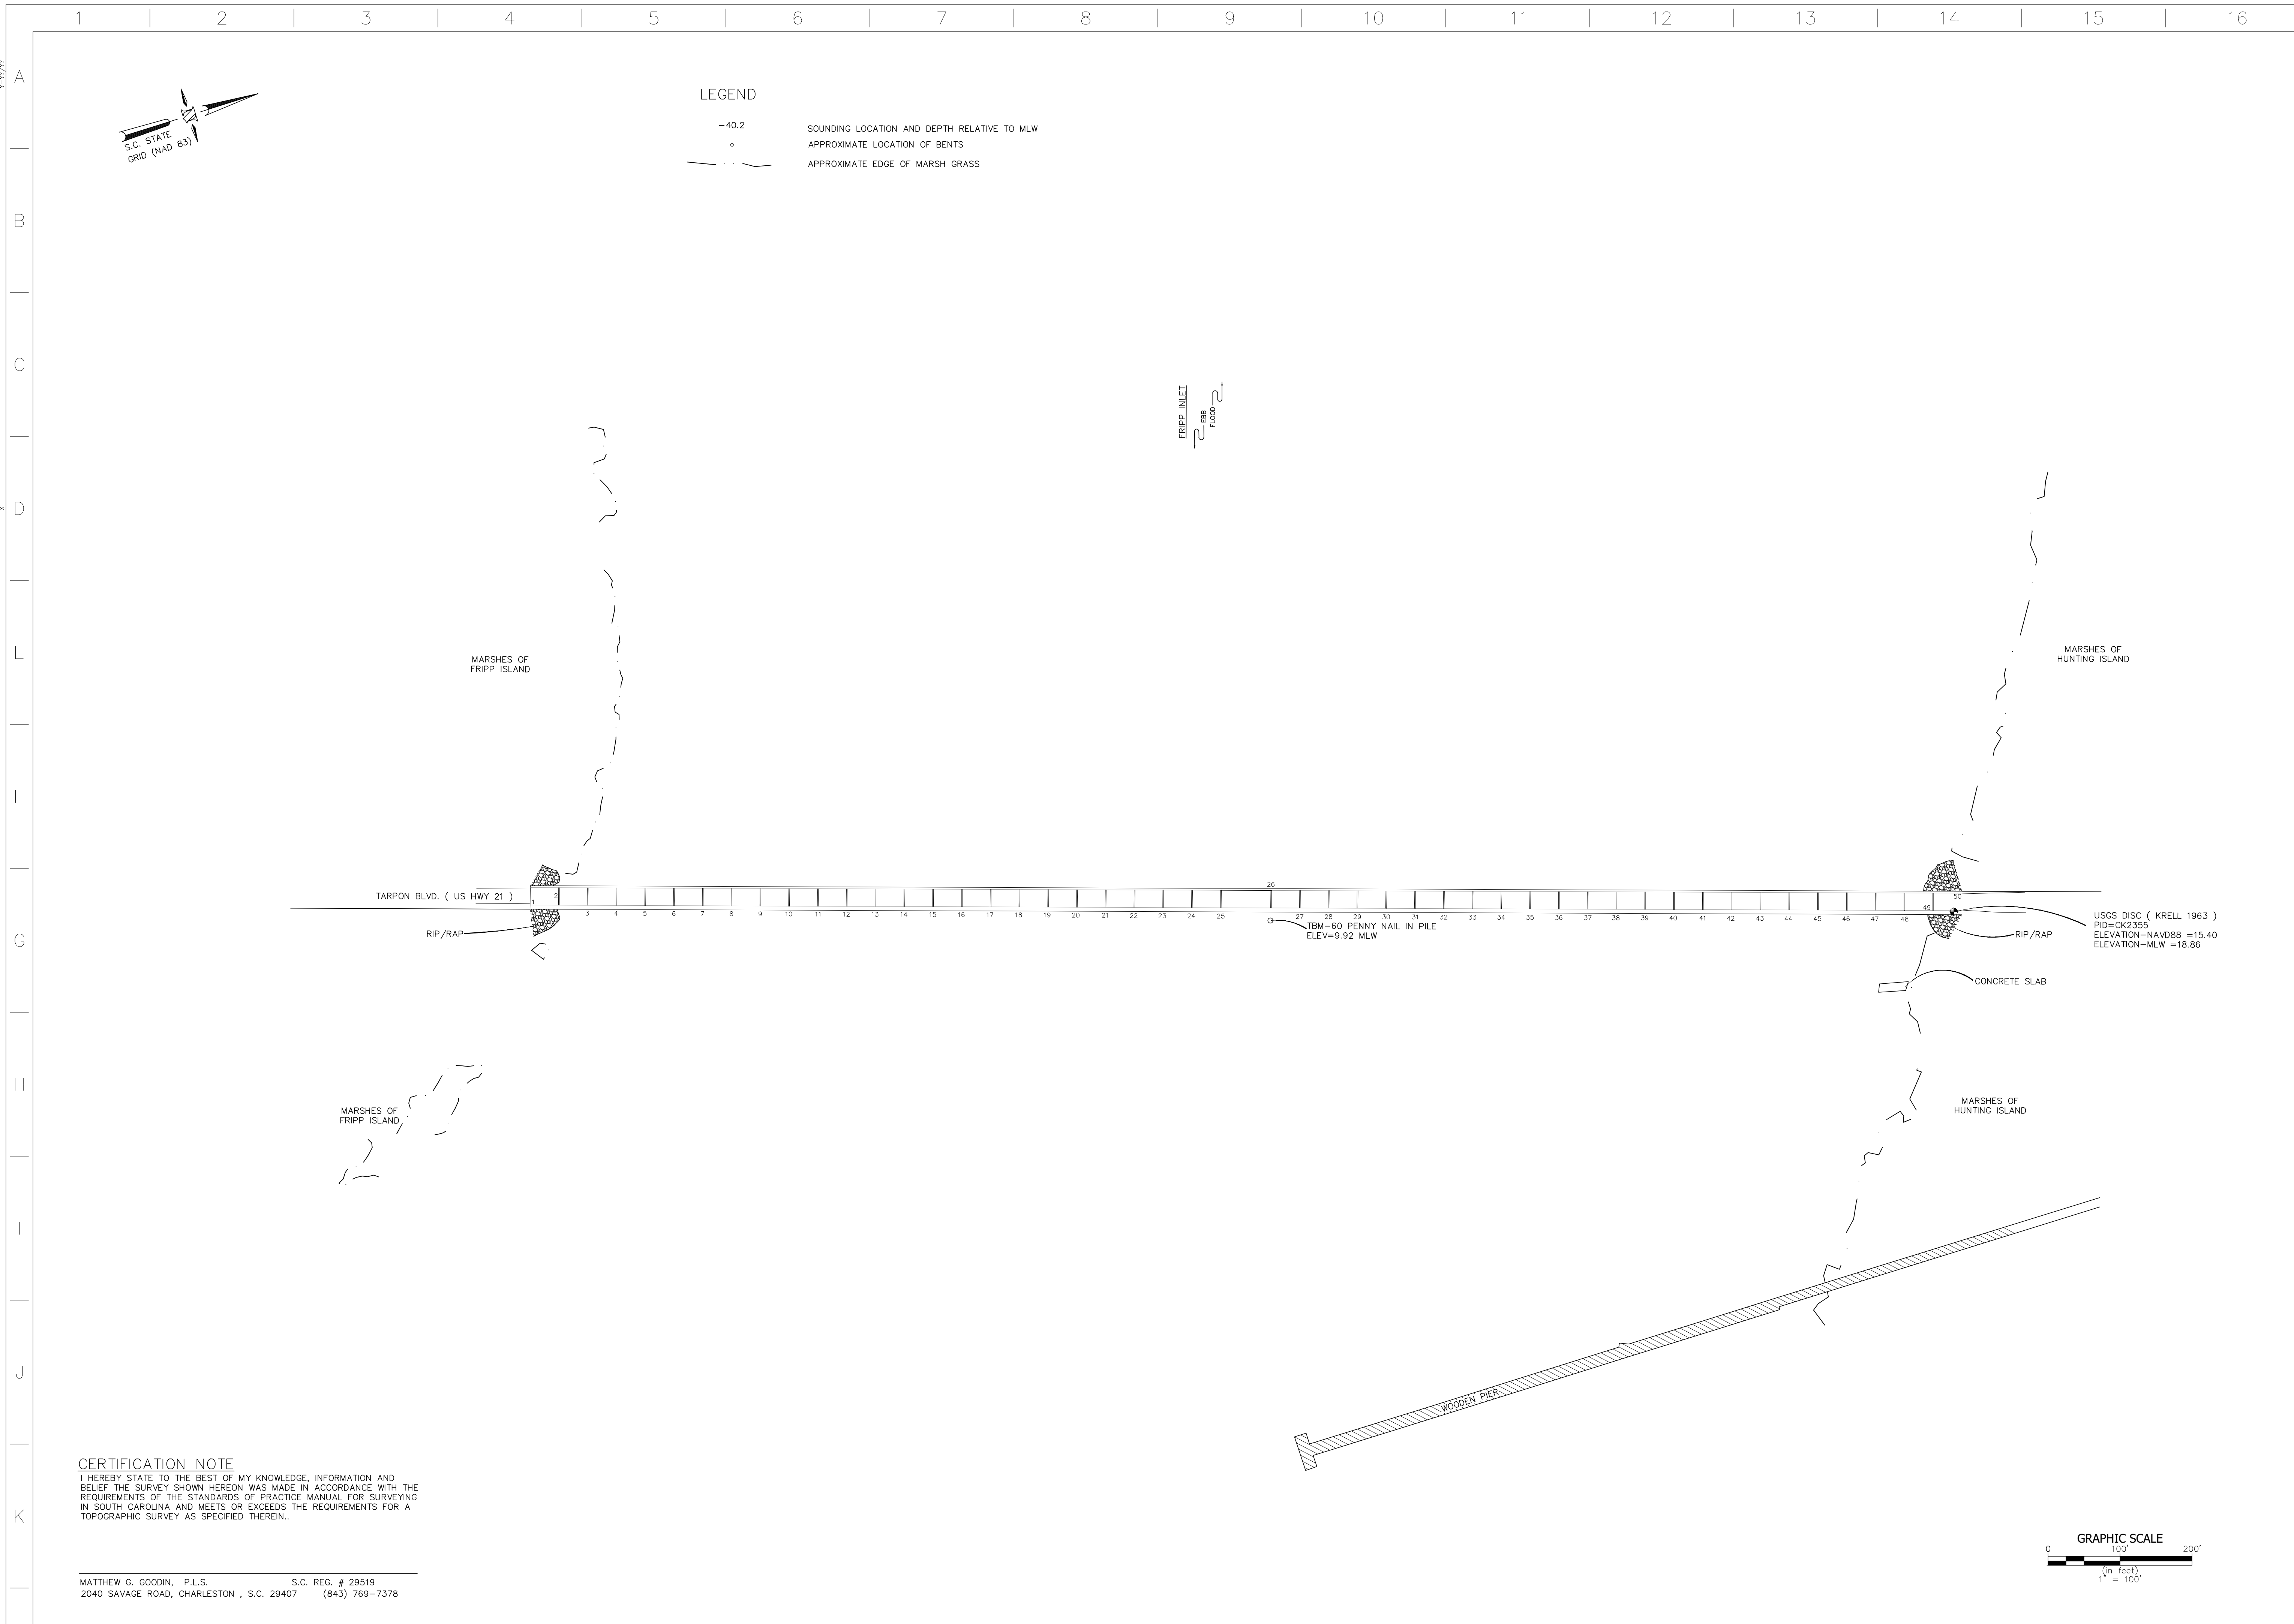 1 2 3 4 5 6 7 8 9 10 11 12 13 14 15 16
A
B
C
D
E
F
G
H
I
J
K
X
S.C. STATE
GRID (NAD 83)
LEGEND
-40.2 SOUNDING LOCATION AND DEPTH RELATIVE TO MLW
APPROXIMATE LOCATION OF BENTS
APPROXIMATE EDGE OF MARSH GRASS
FRIPP INLET
EBB
FLOOD
MARSHES OF
FRIPP ISLAND
MARSHES OF
HUNTING ISLAND
TARPON BLVD. ( US HWY 21 )
1 2 3 4 5 6 7 8 9 10 11 12 13 14 15 16 17 18 19 20 21 22 23 24 25 26 27 28 29 30 31 32 33 34 35 36 37 38 39 40 41 42 43 44 45 46 47 48 49 50
RIP/RAP
TBM-60 PENNY NAIL IN PILE
ELEV=9.92 MLW
USGS DISC ( KRELL 1963 )
PID=CK2355
ELEVATION-NAVD88 =15.40
ELEVATION-MLW =18.86
RIP/RAP
CONCRETE SLAB
MARSHES OF
FRIPP ISLAND
MARSHES OF
HUNTING ISLAND
WOODEN PIER
CERTIFICATION NOTE
I HEREBY STATE TO THE BEST OF MY KNOWLEDGE, INFORMATION AND
BELIEF THE SURVEY SHOWN HEREON WAS MADE IN ACCORDANCE WITH THE
REQUIREMENTS OF THE STANDARDS OF PRACTICE MANUAL FOR SURVEYING
IN SOUTH CAROLINA AND MEETS OR EXCEEDS THE REQUIREMENTS FOR A
TOPOGRAPHIC SURVEY AS SPECIFIED THEREIN..
MATTHEW G. GOODIN, P.L.S. S.C. REG. # 29519
2040 SAVAGE ROAD, CHARLESTON , S.C. 29407 (843) 769-7378
GRAPHIC SCALE
0 100' 200'
(in feet)
1" = 100'